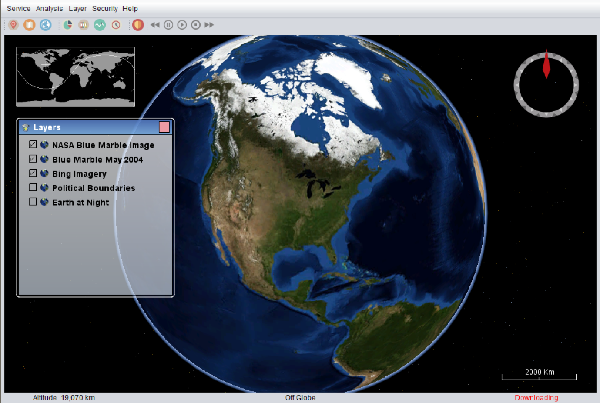 Service Analysis Layer Security Help
Layers
NASA Blue Marble Image
Blue Marble May 2004
Bing Imagery
Political Boundaries
Earth at Night
2000 Km
Altitude 19,070 km Off Globe Downloading